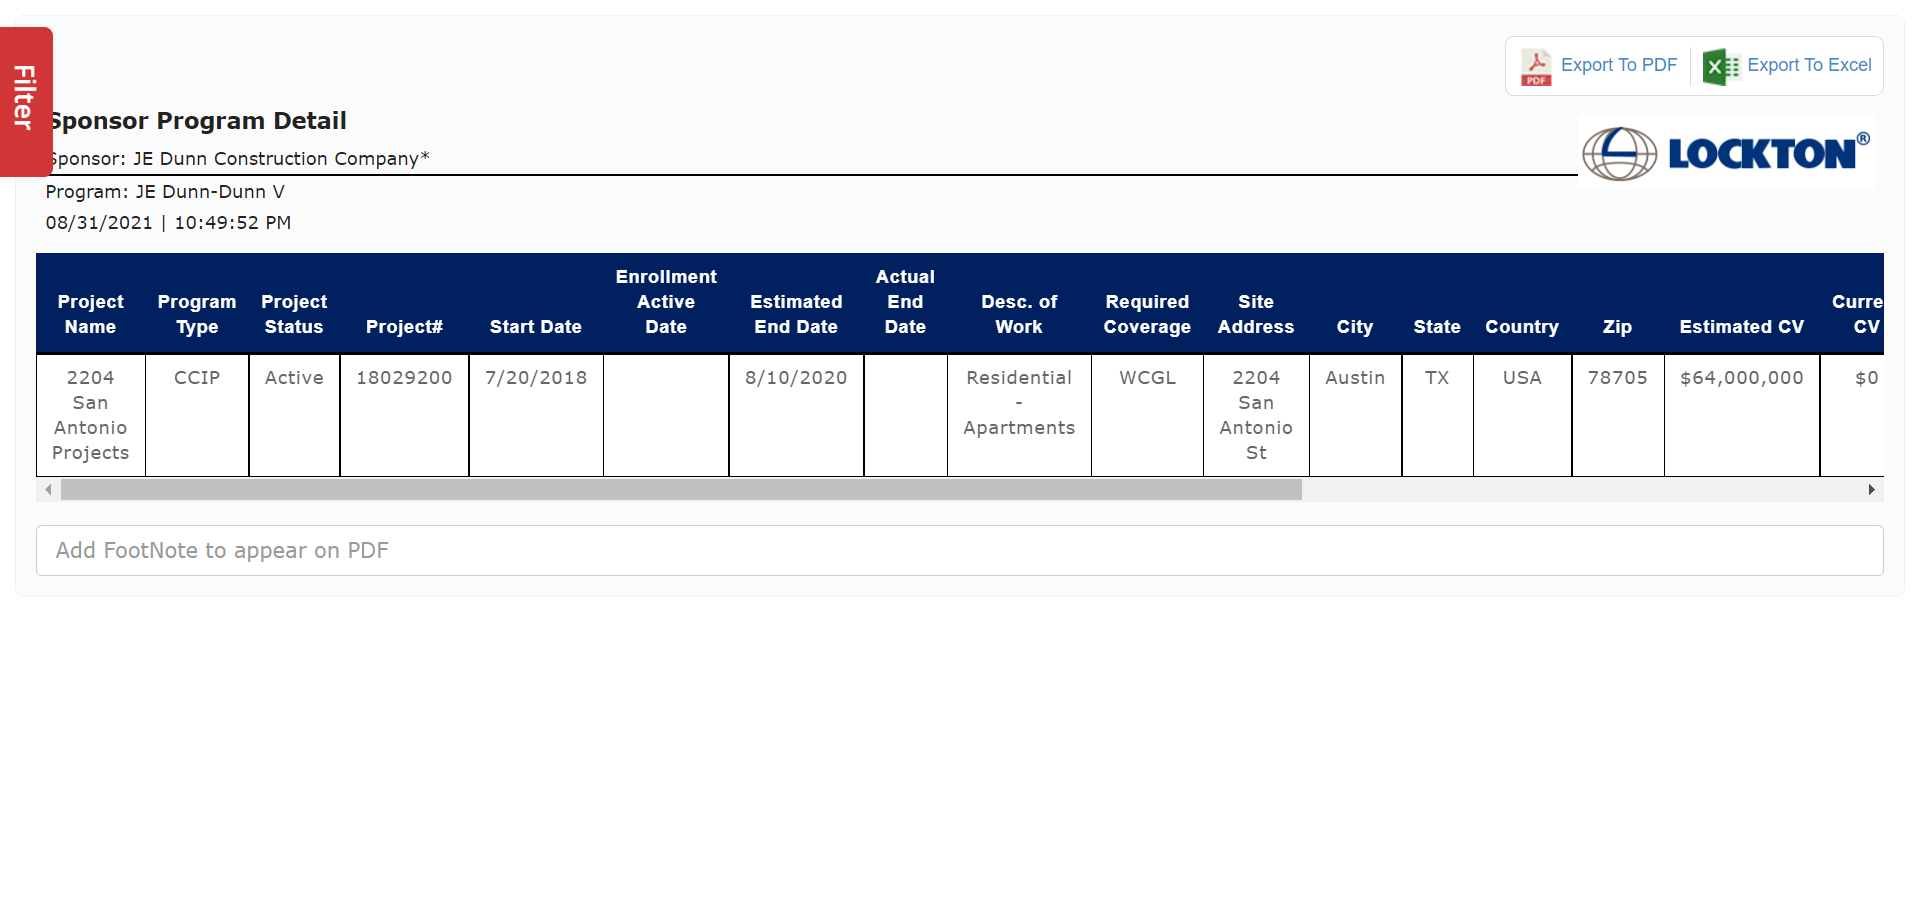 Filter
Export To PDF
Export To Excel
PDF
Sponsor Program Detail
Sponsor: JE Dunn Construction Company*
LOCKTON®
Program: JE Dunn-Dunn V
08/31/2021 | 10:49:52 PM
Project Name
Program Type
Project Status
Project#
Start Date
Enrollment Active Date
Estimated End Date
Actual End Date
Desc. of Work
Required Coverage
Site Address
City
State
Country
Zip
Estimated CV
Curre CV
2204 San Antonio Projects
CCIP
Active
18029200
7/20/2018
8/10/2020
Residential - Apartments
WCGL
2204 San Antonio St
Austin
TX
USA
78705
$64,000,000
$0
Add FootNote to appear on PDF